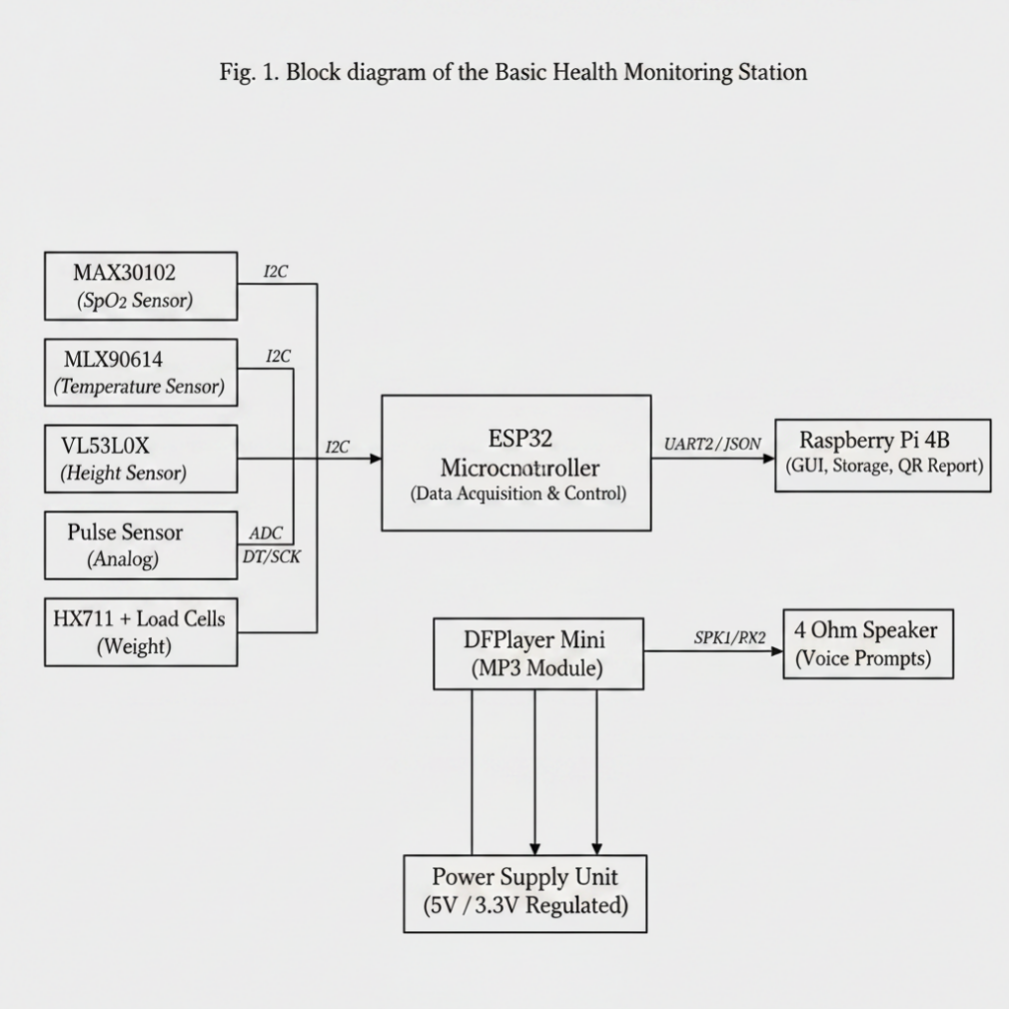 Fig. 1. Block diagram of the Basic Health Monitoring Station
MAX30102
(SpO2 Sensor)
I2C
MLX90614
(Temperature Sensor)
I2C
VL53L0X
(Height Sensor)
I2C
Pulse Sensor
(Analog)
ADC
DT/SCK
HX711 + Load Cells
(Weight)
ESP32
(Data Acquisition & Control)
UART2/JSON
Raspberry Pi 4B
(GUI, Storage, QR Report)
DFPlayer Mini
(MP3 Module)
SPK1/RX2
4 Ohm Speaker
(Voice Prompts)
Power Supply Unit
(5V / 3.3V Regulated)